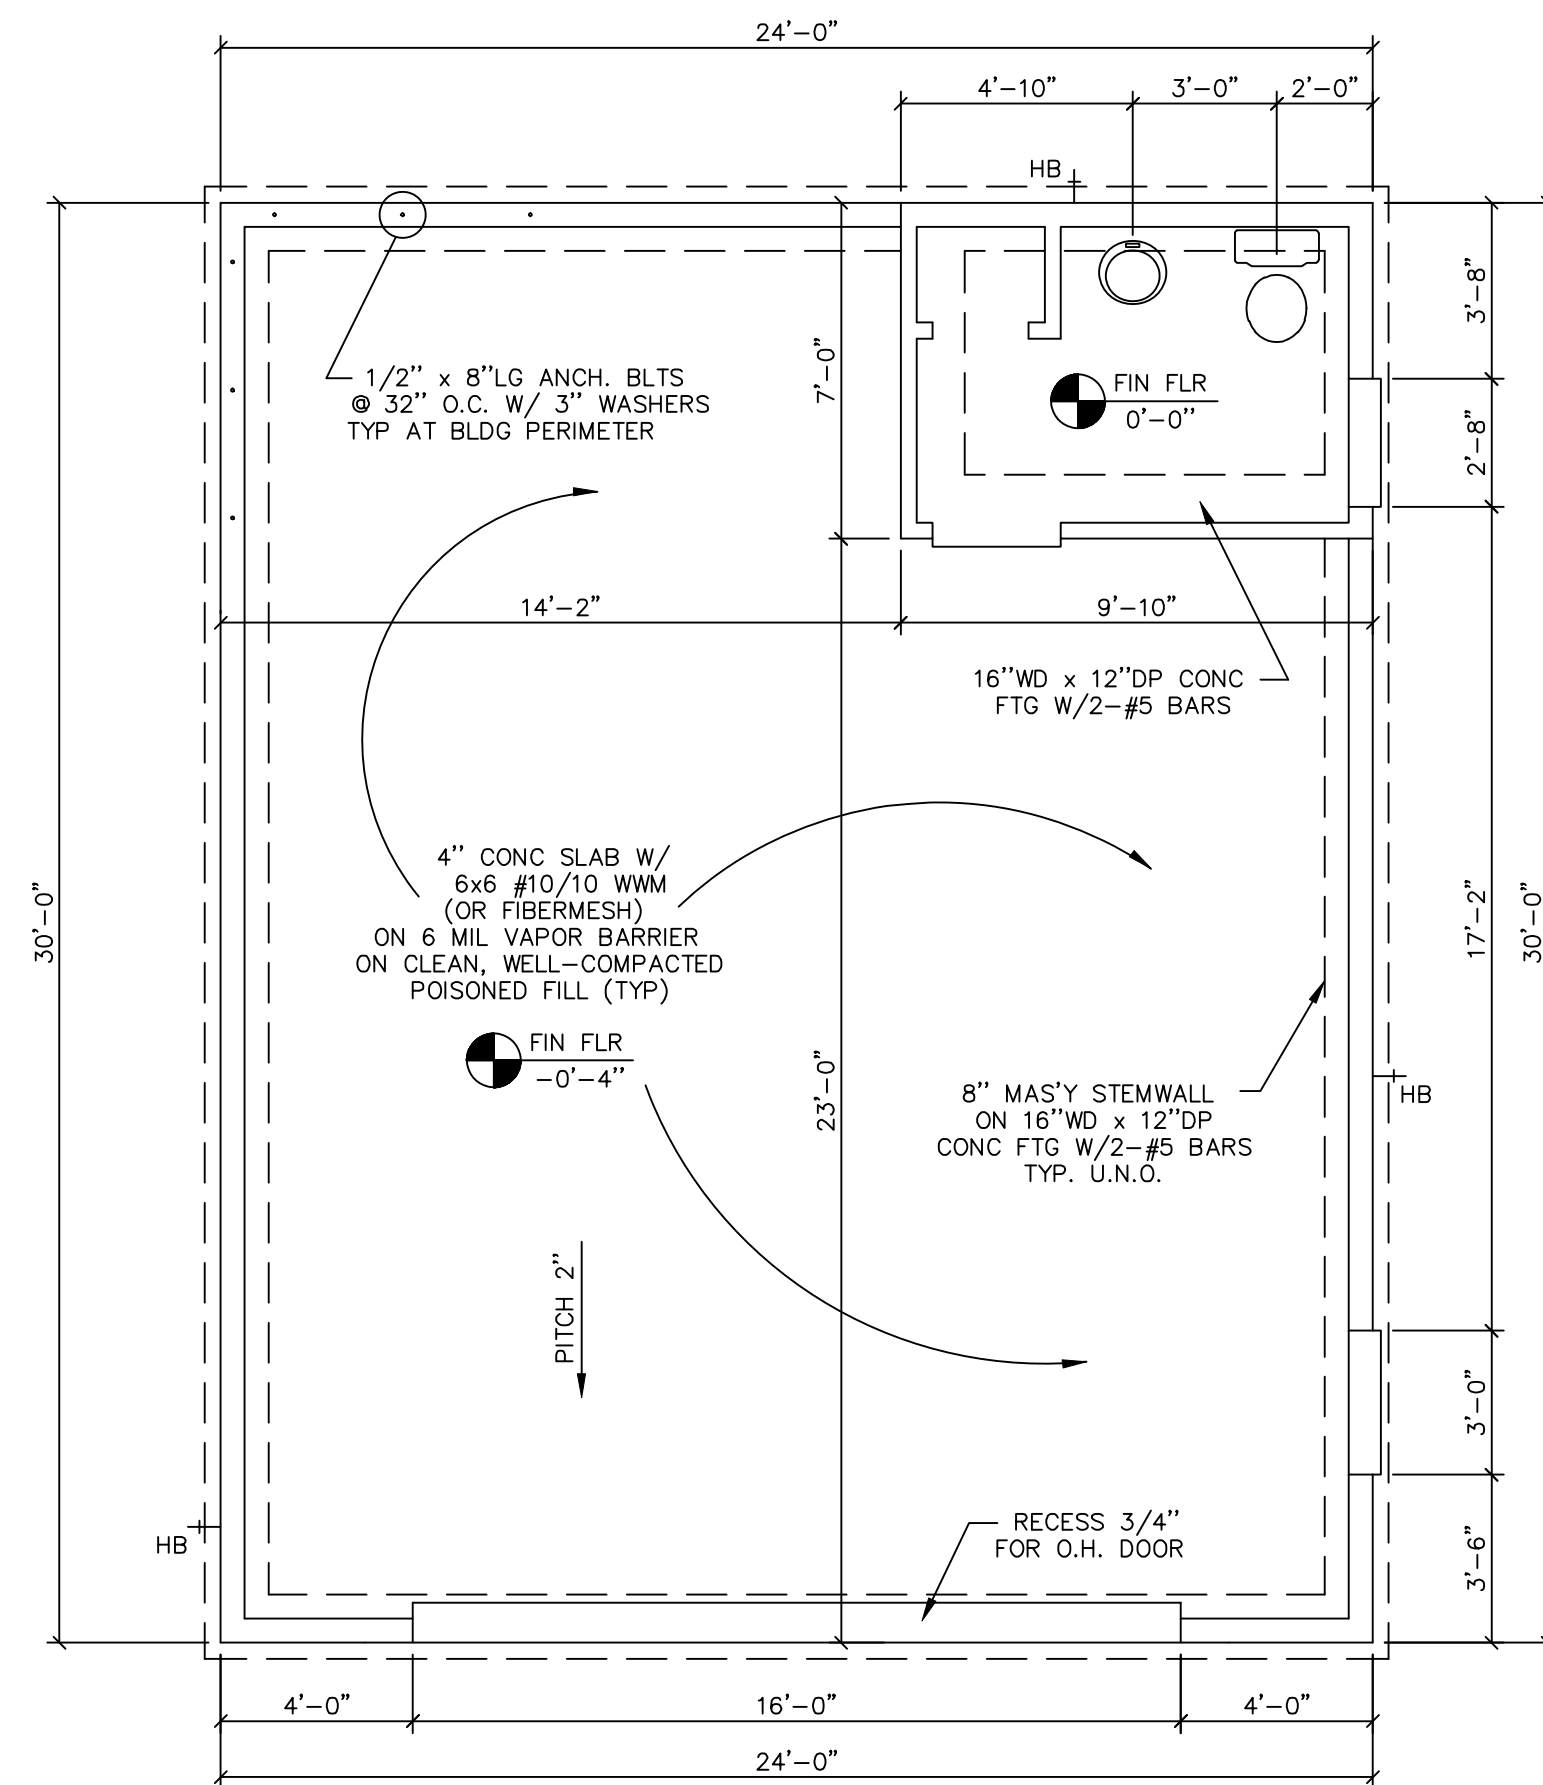 24'-0"
4'-10"
3'-0"
2'-0"
HB
3'-8"
1/2" x 8"LG ANCH. BLTS
@ 32" O.C. W/ 3" WASHERS
TYP AT BLDG PERIMETER
7'-0"
FIN FLR
0'-0"
2'-8"
14'-2"
9'-10"
16"WD x 12"DP CONC
FTG W/2-#5 BARS
4" CONC SLAB W/
6x6 #10/10 WWM
(OR FIBERMESH)
ON 6 MIL VAPOR BARRIER
ON CLEAN, WELL-COMPACTED
POISONED FILL (TYP)
30'-0"
17'-2"
30'-0"
FIN FLR
-0'-4"
23'-0"
8" MAS'Y STEMWALL
ON 16"WD x 12"DP
CONC FTG W/2-#5 BARS
TYP. U.N.O.
HB
PITCH 2"
3'-0"
RECESS 3/4"
FOR O.H. DOOR
HB
3'-6"
4'-0"
16'-0"
4'-0"
24'-0"